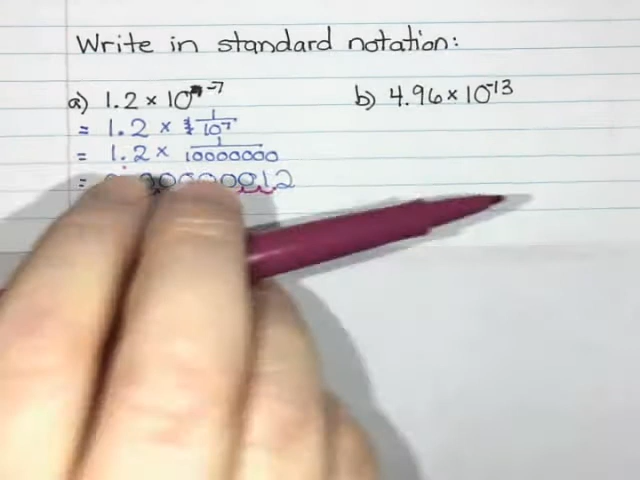 Write in standard notation:
a) 1.2 × 10⁻⁷
b) 4.96 × 10⁻¹³
= 1.2 × 1/10⁷
= 1.2 × 1/10000000
= 00000012